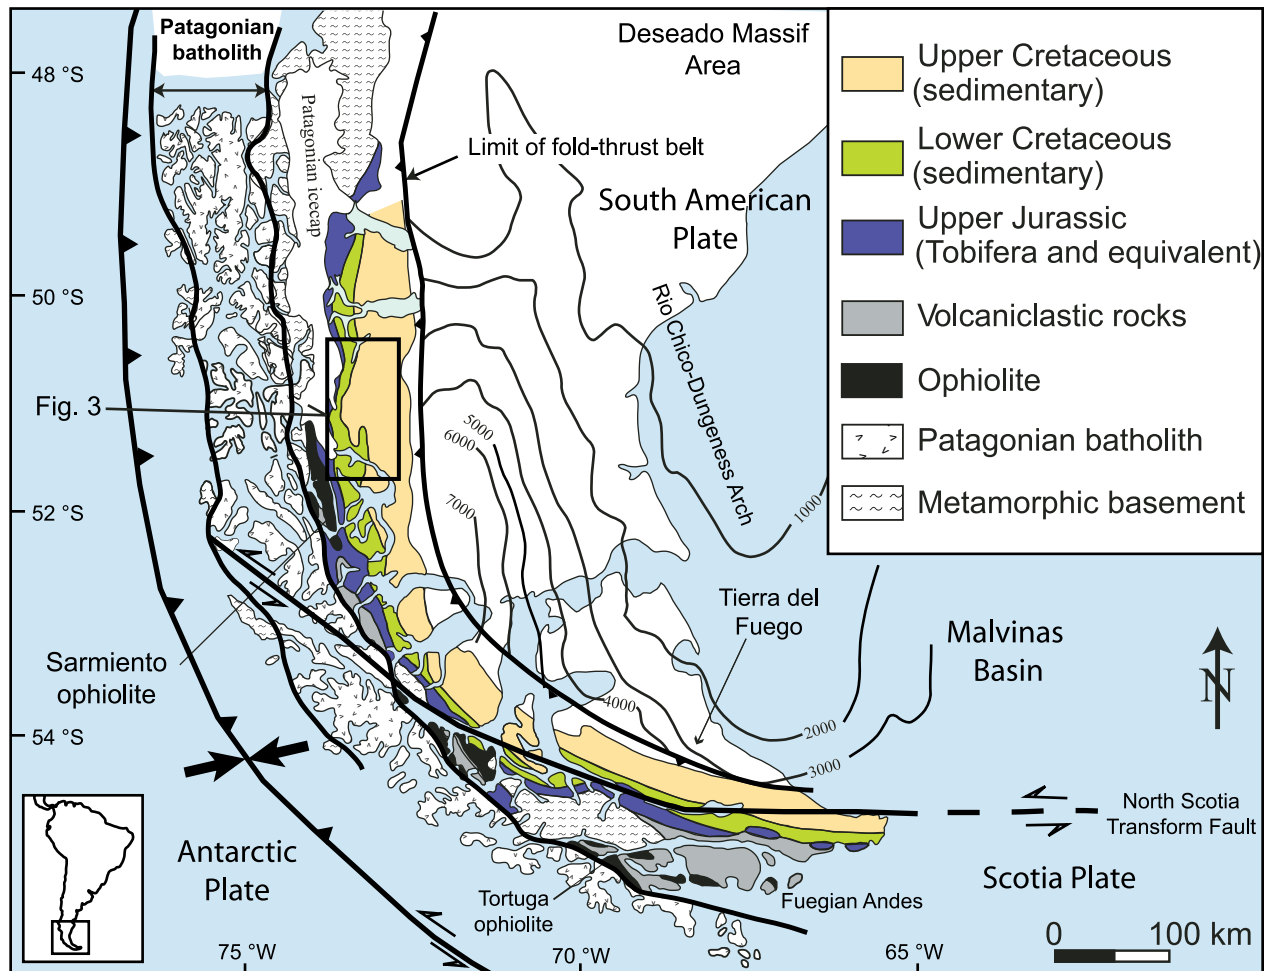 Patagonian
batholith
Deseado Massif
Area
48 °S
Patagonian icecap
Limit of fold-thrust belt
South American
Plate
50 °S
Rio Chico-Dungeness Arch
Fig. 3
5000
6000
7000
1000
52 °S
Tierra del
Fuego
Malvinas
Basin
N
Sarmiento
ophiolite
4000
2000
3000
54 °S
North Scotia
Transform Fault
Antarctic
Plate
Scotia Plate
Tortuga
ophiolite
Fuegian Andes
75 °W
70 °W
65 °W
0 100 km
Upper Cretaceous
(sedimentary)
Lower Cretaceous
(sedimentary)
Upper Jurassic
(Tobifera and equivalent)
Volcaniclastic rocks
Ophiolite
Patagonian batholith
Metamorphic basement